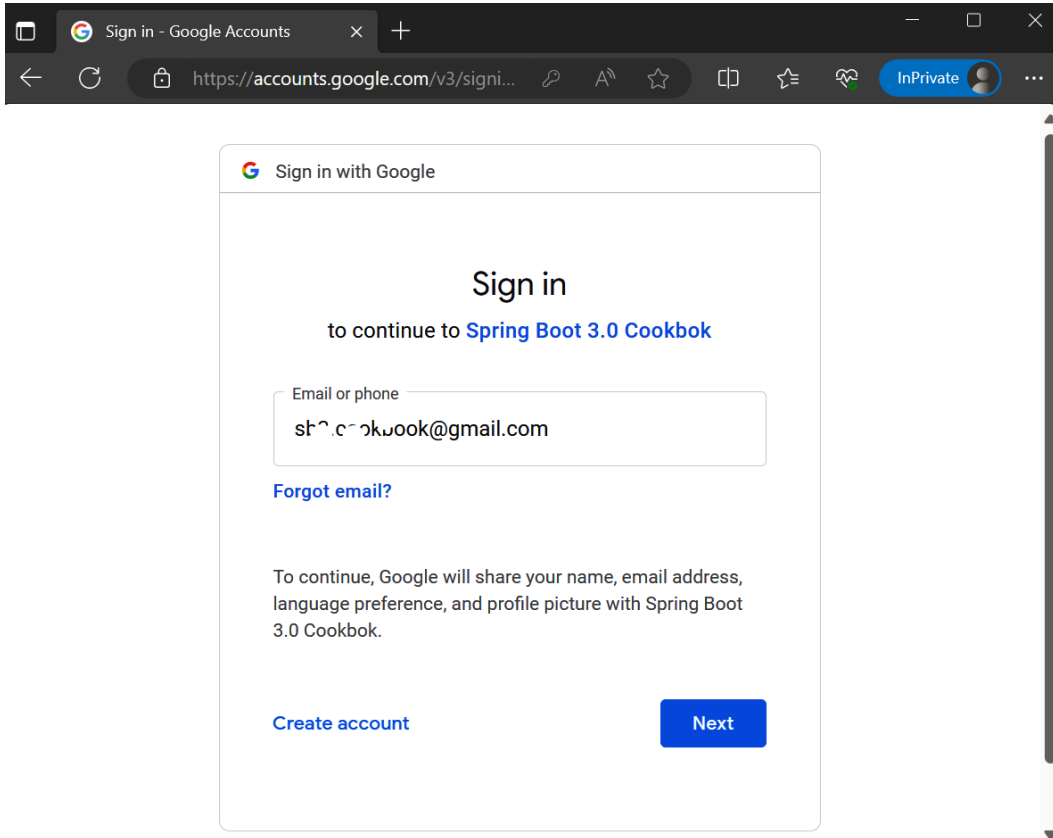 Sign in - Google Accounts
https://accounts.google.com/v3/signi...
InPrivate
Sign in with Google
Sign in
to continue to Spring Boot 3.0 Cookbok
Email or phone
Forgot email?
To continue, Google will share your name, email address,
language preference, and profile picture with Spring Boot
3.0 Cookbok.
Create account
Next